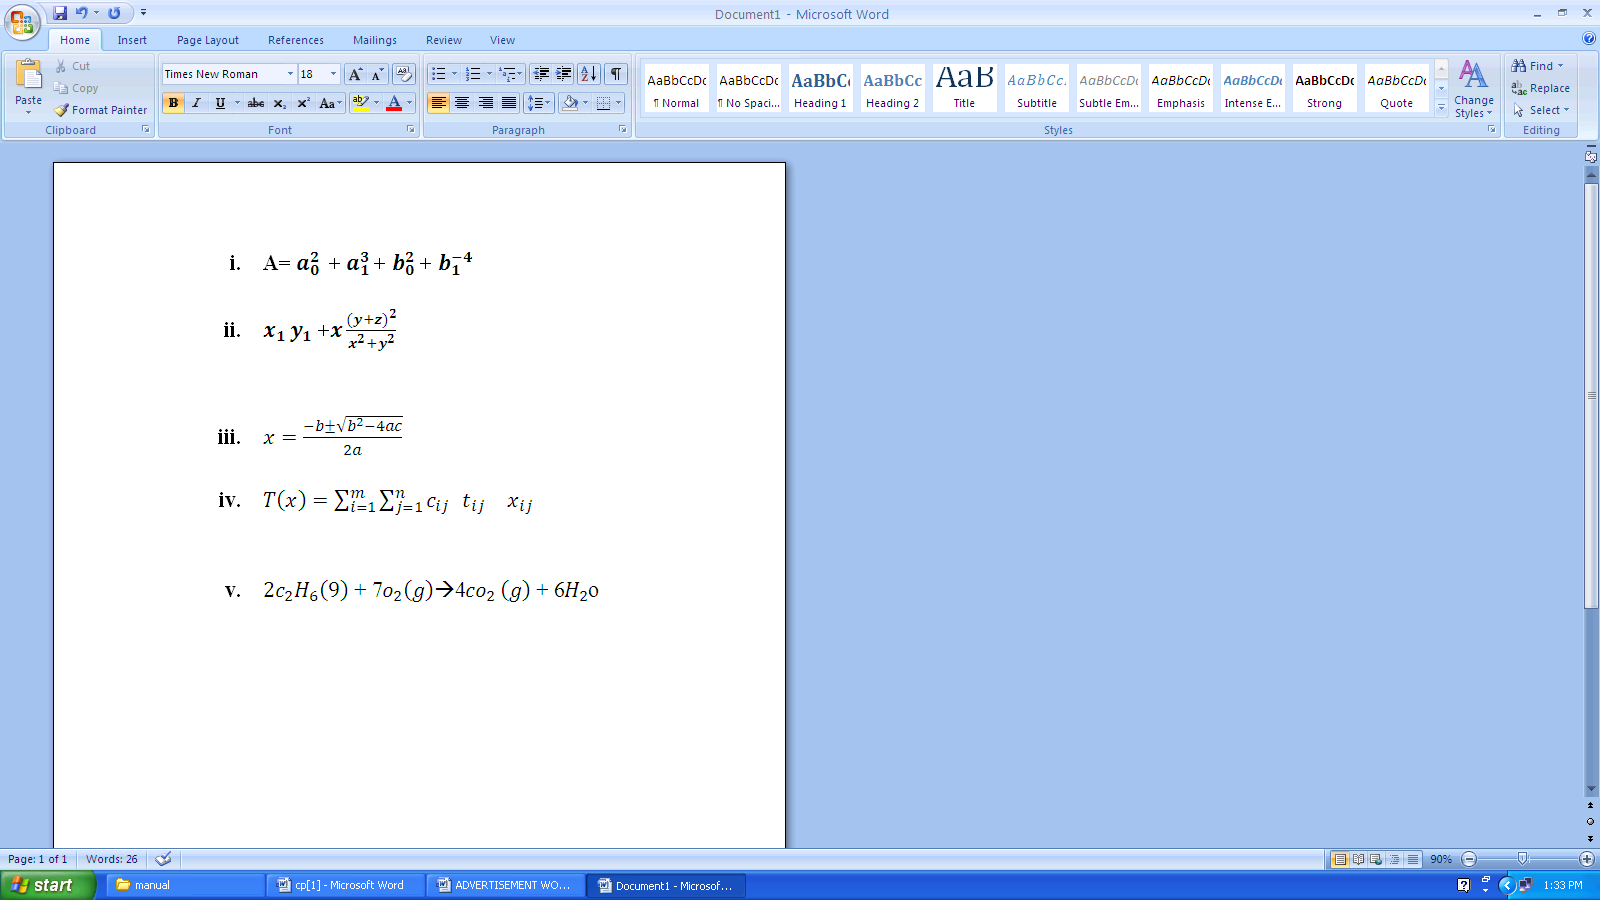 Document1 - Microsoft Word
Home Insert Page Layout References Mailings Review View
Paste
Cut
Copy
Format Painter
Clipboard
Times New Roman 18
B I U abc x₂ x² Aa
Font
Paragraph
AaBbCcDc AaBbCcDc AaBbCc AaBbCc AaB AaBbCc. AaBbCcDc AaBbCcDc AaBbCcDc AaBbCcDc AaBbCcDc
¶ Normal ¶ No Spaci... Heading 1 Heading 2 Title Subtitle Subtle Em... Emphasis Intense E... Strong Quote
Change Styles
Styles
Find
Replace
Select
Editing
i. A= a₀² + a₁³ + b₀² + b₁⁻⁴
ii. x₁ y₁ +x (y+z)²/(x²+y²)
iii. x = (−b±√(b²−4ac))/2a
iv. T(x) = ∑ᵢ₌₁ᵐ ∑ⱼ₌₁ⁿ cᵢⱼ tᵢⱼ xᵢⱼ
v. 2c₂H₆(9) + 7o₂(g)→4co₂ (g) + 6H₂o
Page: 1 of 1 Words: 26 90%
start manual cp[1] - Microsoft Word ADVERTISEMENT WO... Document1 - Microsof... 1:33 PM